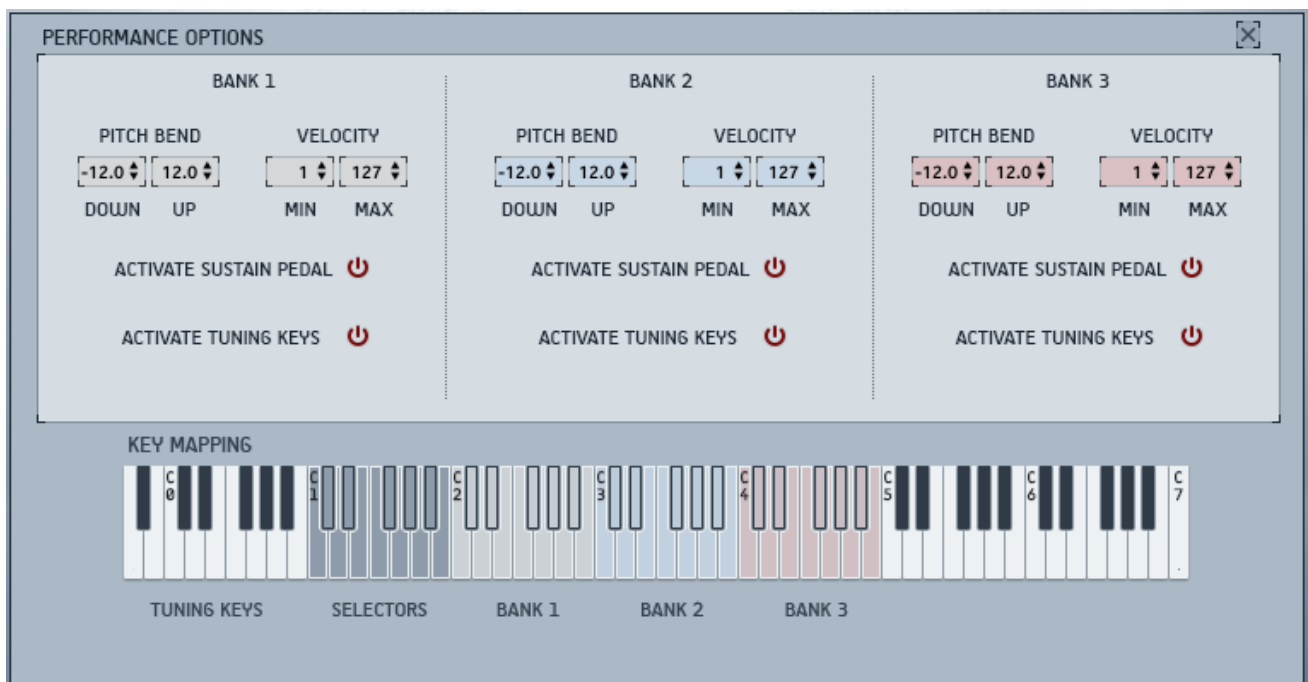 PERFORMANCE OPTIONS
BANK 1 BANK 2 BANK 3
PITCH BEND VELOCITY PITCH BEND VELOCITY PITCH BEND VELOCITY
-12.0 12.0 1 127 -12.0 12.0 1 127 -12.0 12.0 1 127
DOWN UP MIN MAX DOWN UP MIN MAX DOWN UP MIN MAX
ACTIVATE SUSTAIN PEDAL ACTIVATE SUSTAIN PEDAL ACTIVATE SUSTAIN PEDAL
ACTIVATE TUNING KEYS ACTIVATE TUNING KEYS ACTIVATE TUNING KEYS
KEY MAPPING
C0 C1 C2 C3 C4 C5 C6 C7
TUNING KEYS SELECTORS BANK 1 BANK 2 BANK 3